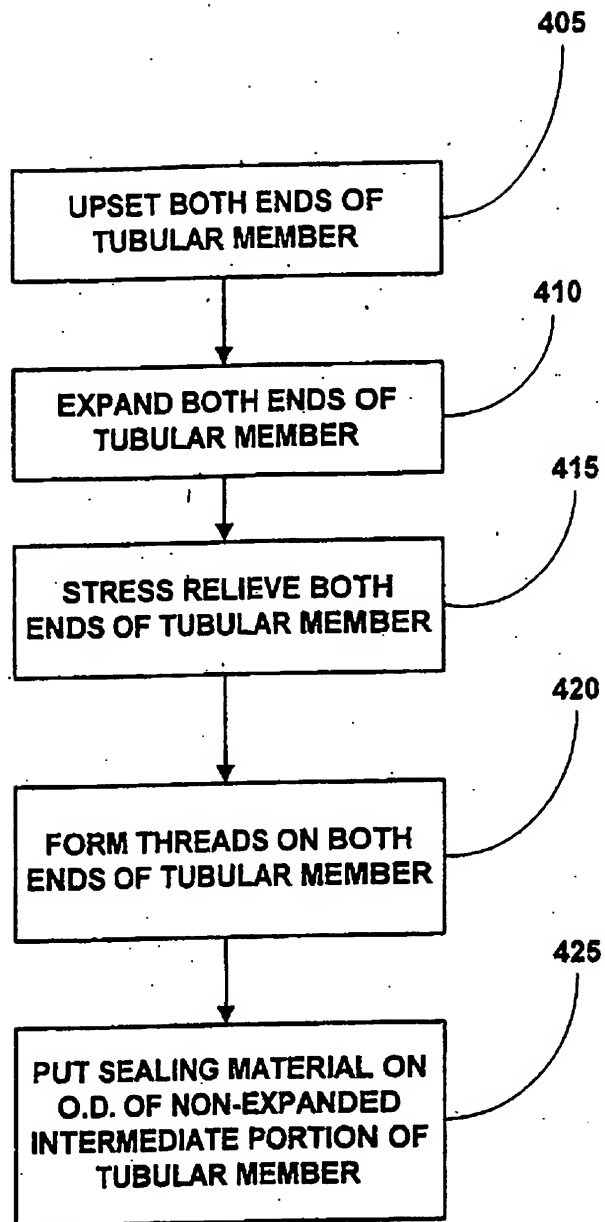 405
UPSET BOTH ENDS OF
TUBULAR MEMBER
410
EXPAND BOTH ENDS OF
TUBULAR MEMBER
415
STRESS RELIEVE BOTH
ENDS OF TUBULAR MEMBER
420
FORM THREADS ON BOTH
ENDS OF TUBULAR MEMBER
425
PUT SEALING MATERIAL ON
O.D. OF NON-EXPANDED
INTERMEDIATE PORTION OF
TUBULAR MEMBER